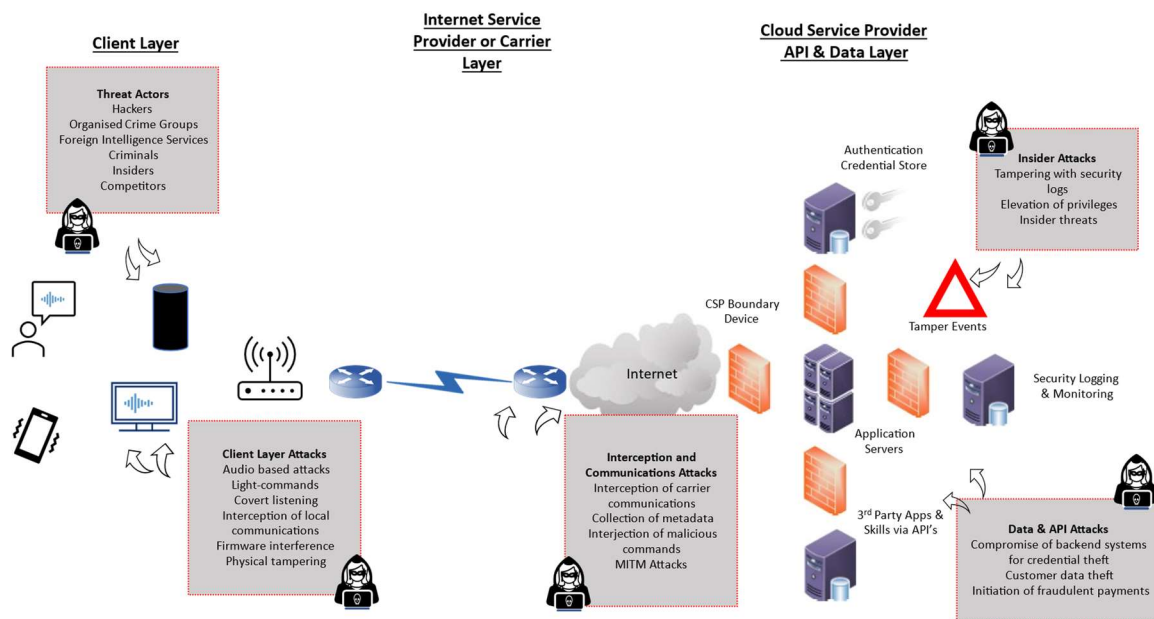 Client Layer
Internet Service
Provider or Carrier
Layer
Cloud Service Provider
API & Data Layer
Threat Actors
Hackers
Organised Crime Groups
Foreign Intelligence Services
Criminals
Insiders
Competitors
Authentication
Credential Store
Insider Attacks
Tampering with security
logs
Elevation of privileges
Insider threats
CSP Boundary
Device
Tamper Events
Internet
Security Logging
& Monitoring
Application
Servers
Client Layer Attacks
Audio based attacks
Light-commands
Covert listening
Interception of local
communications
Firmware interference
Physical tampering
Interception and
Communications Attacks
Interception of carrier
communications
Collection of metadata
Interjection of malicious
commands
MITM Attacks
3rd Party Apps &
Skills via API's
Data & API Attacks
Compromise of backend systems
for credential theft
Customer data theft
Initiation of fraudulent payments